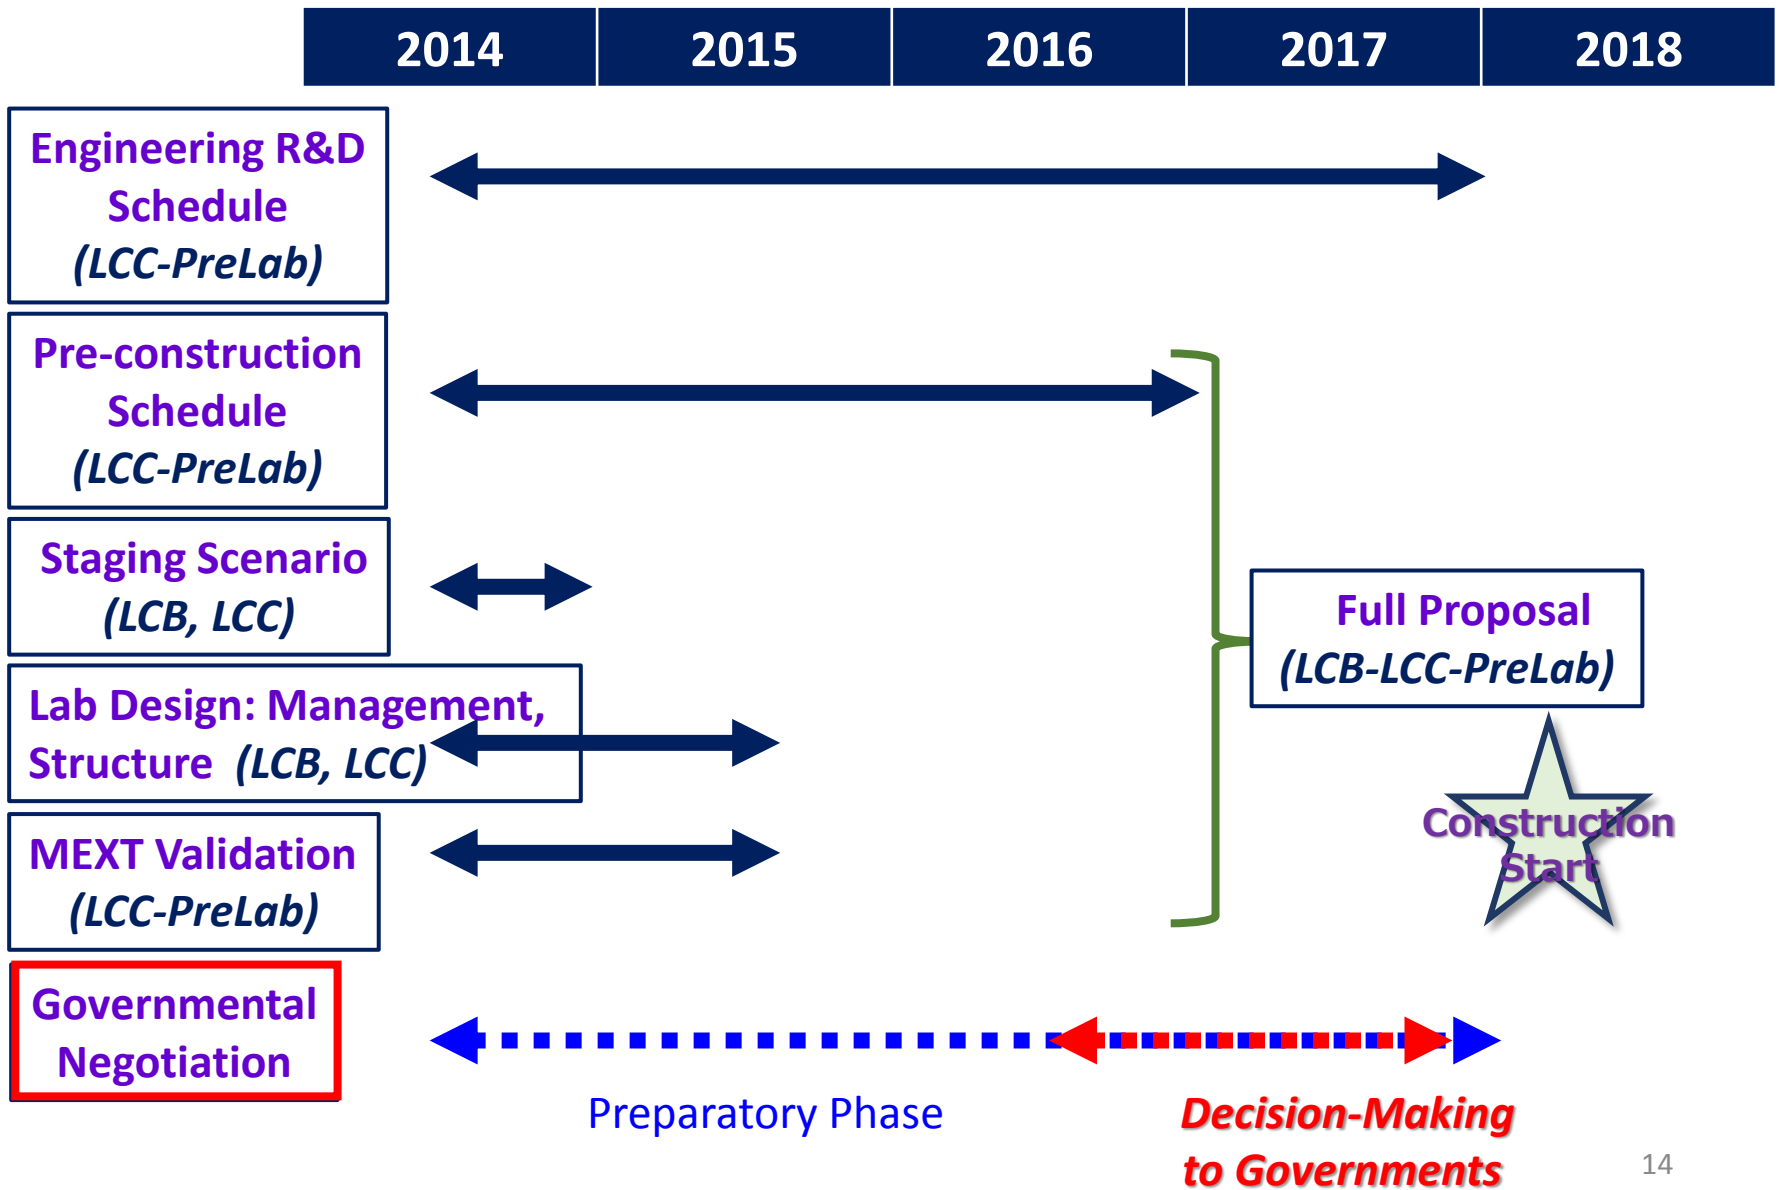 2014 2015 2016 2017 2018
Engineering R&D
Schedule
(LCC-PreLab)
Pre-construction
Schedule
(LCC-PreLab)
Staging Scenario
(LCB, LCC)
Full Proposal
(LCB-LCC-PreLab)
Lab Design: Management,
Structure (LCB, LCC)
Construction
Start
MEXT Validation
(LCC-PreLab)
Governmental
Negotiation
Preparatory Phase
Decision-Making
to Governments
14